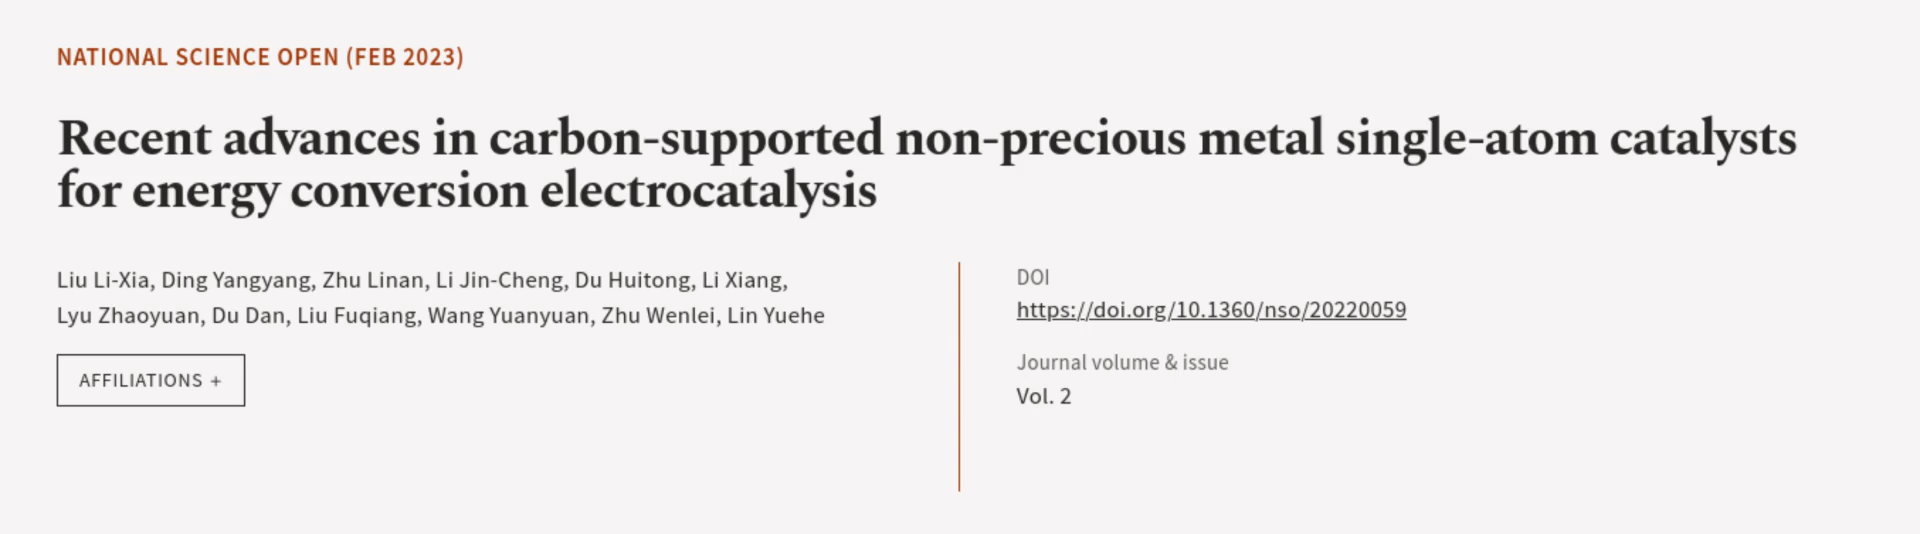 NATIONAL SCIENCE OPEN (FEB 2023)
Recent advances in carbon-supported non-precious metal single-atom catalysts
for energy conversion electrocatalysis
Liu Li-Xia, Ding Yangyang, Zhu Linan, Li Jin-Cheng, Du Huitong, Li Xiang,
Lyu Zhaoyuan, Du Dan, Liu Fuqiang, Wang Yuanyuan, Zhu Wenlei, Lin Yuehe
AFFILIATIONS +
DOI
https://doi.org/10.1360/nso/20220059
Journal volume & issue
Vol. 2